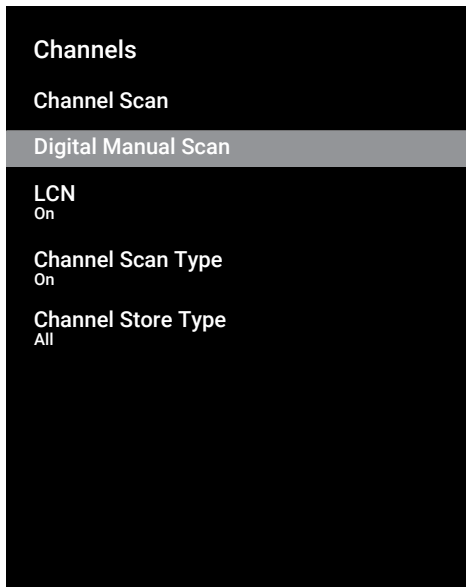 Channels
Channel Scan
Digital Manual Scan
LCN
On
Channel Scan Type
On
Channel Store Type
All